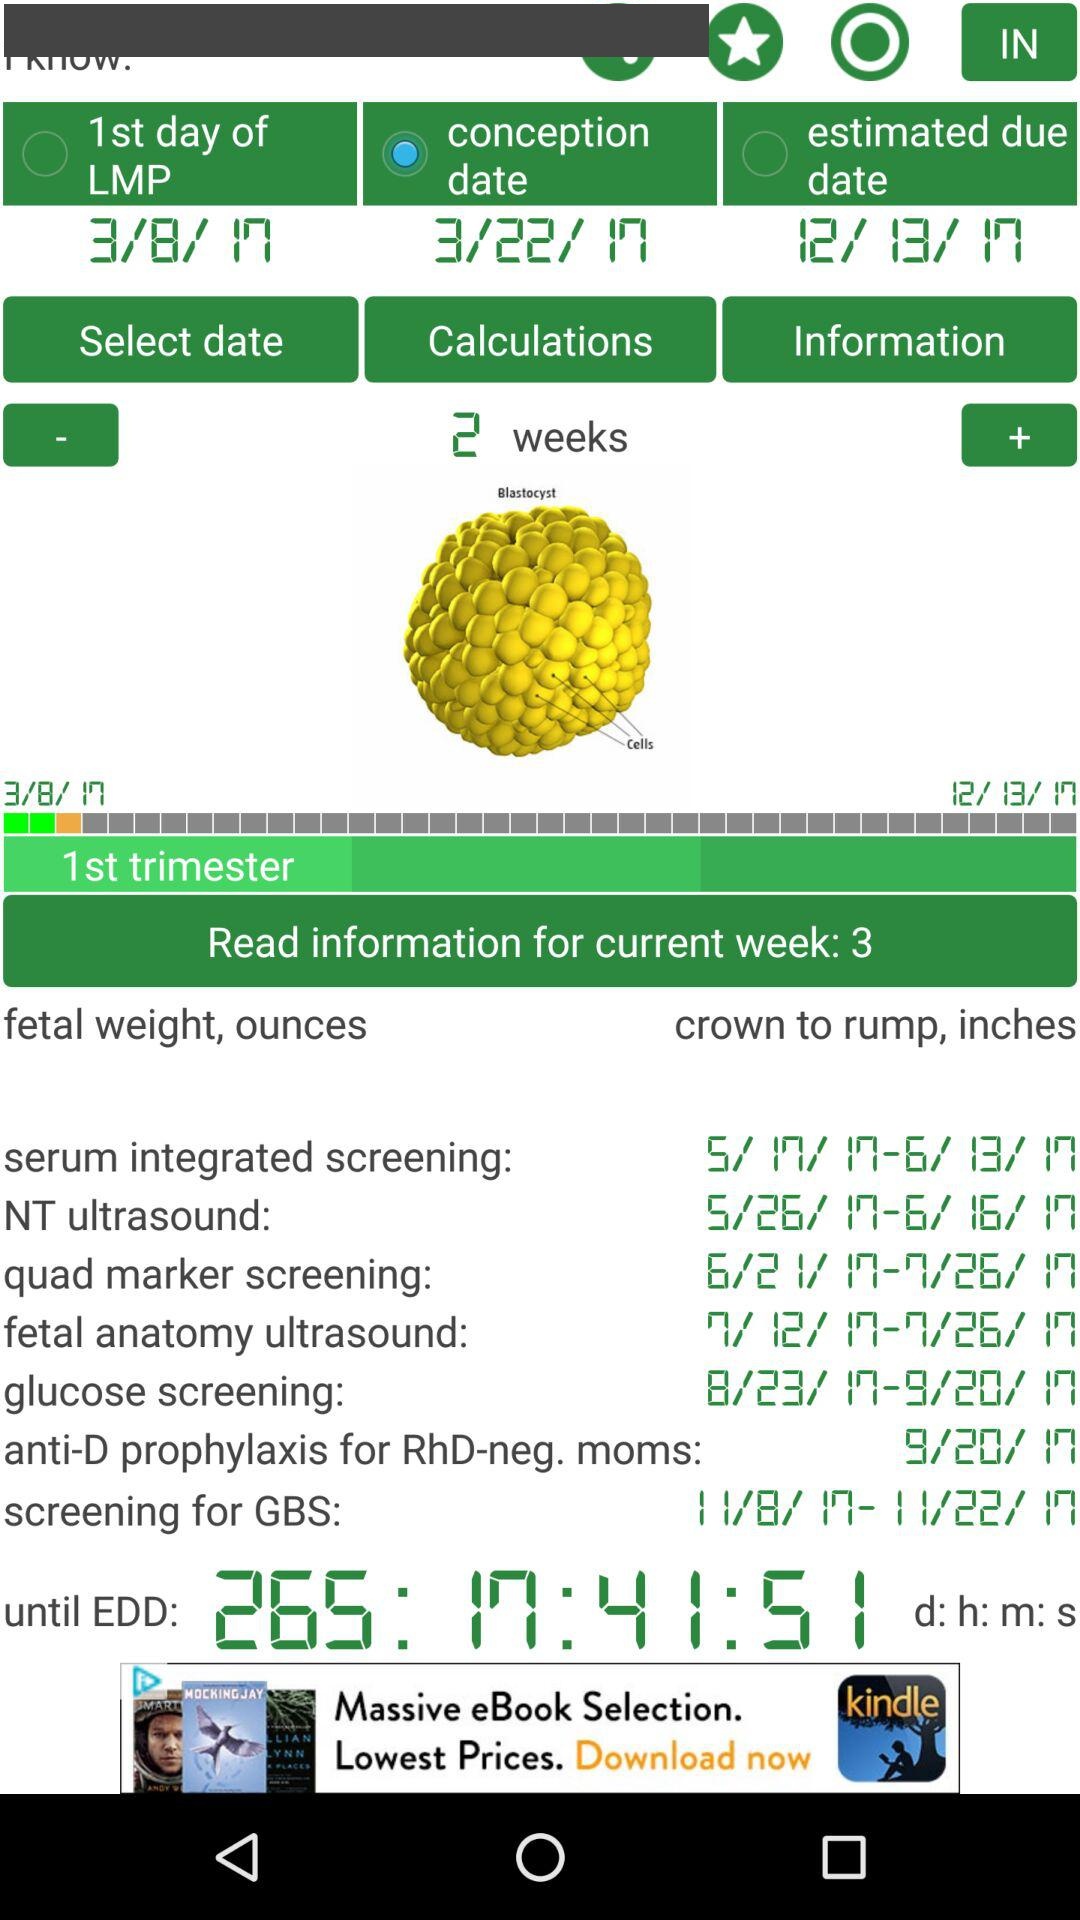 I know:
IN
1st day of LMP
conception date
estimated due date
3/8/17
3/22/17
12/13/17
Select date
Calculations
Information
-
2 weeks
+
Blastocyst
Cells
3/8/17
12/13/17
1st trimester
Read information for current week: 3
fetal weight, ounces
crown to rump, inches
serum integrated screening: 5/17/17-6/13/17
NT ultrasound: 5/26/17-6/16/17
quad marker screening: 6/21/17-7/26/17
fetal anatomy ultrasound: 7/12/17-7/26/17
glucose screening: 8/23/17-9/20/17
anti-D prophylaxis for RhD-neg. moms: 9/20/17
screening for GBS: 11/8/17-11/22/17
until EDD: 265:17:41:51 d: h: m: s
MOCKINGJAY
Massive eBook Selection.
Lowest Prices. Download now
kindle